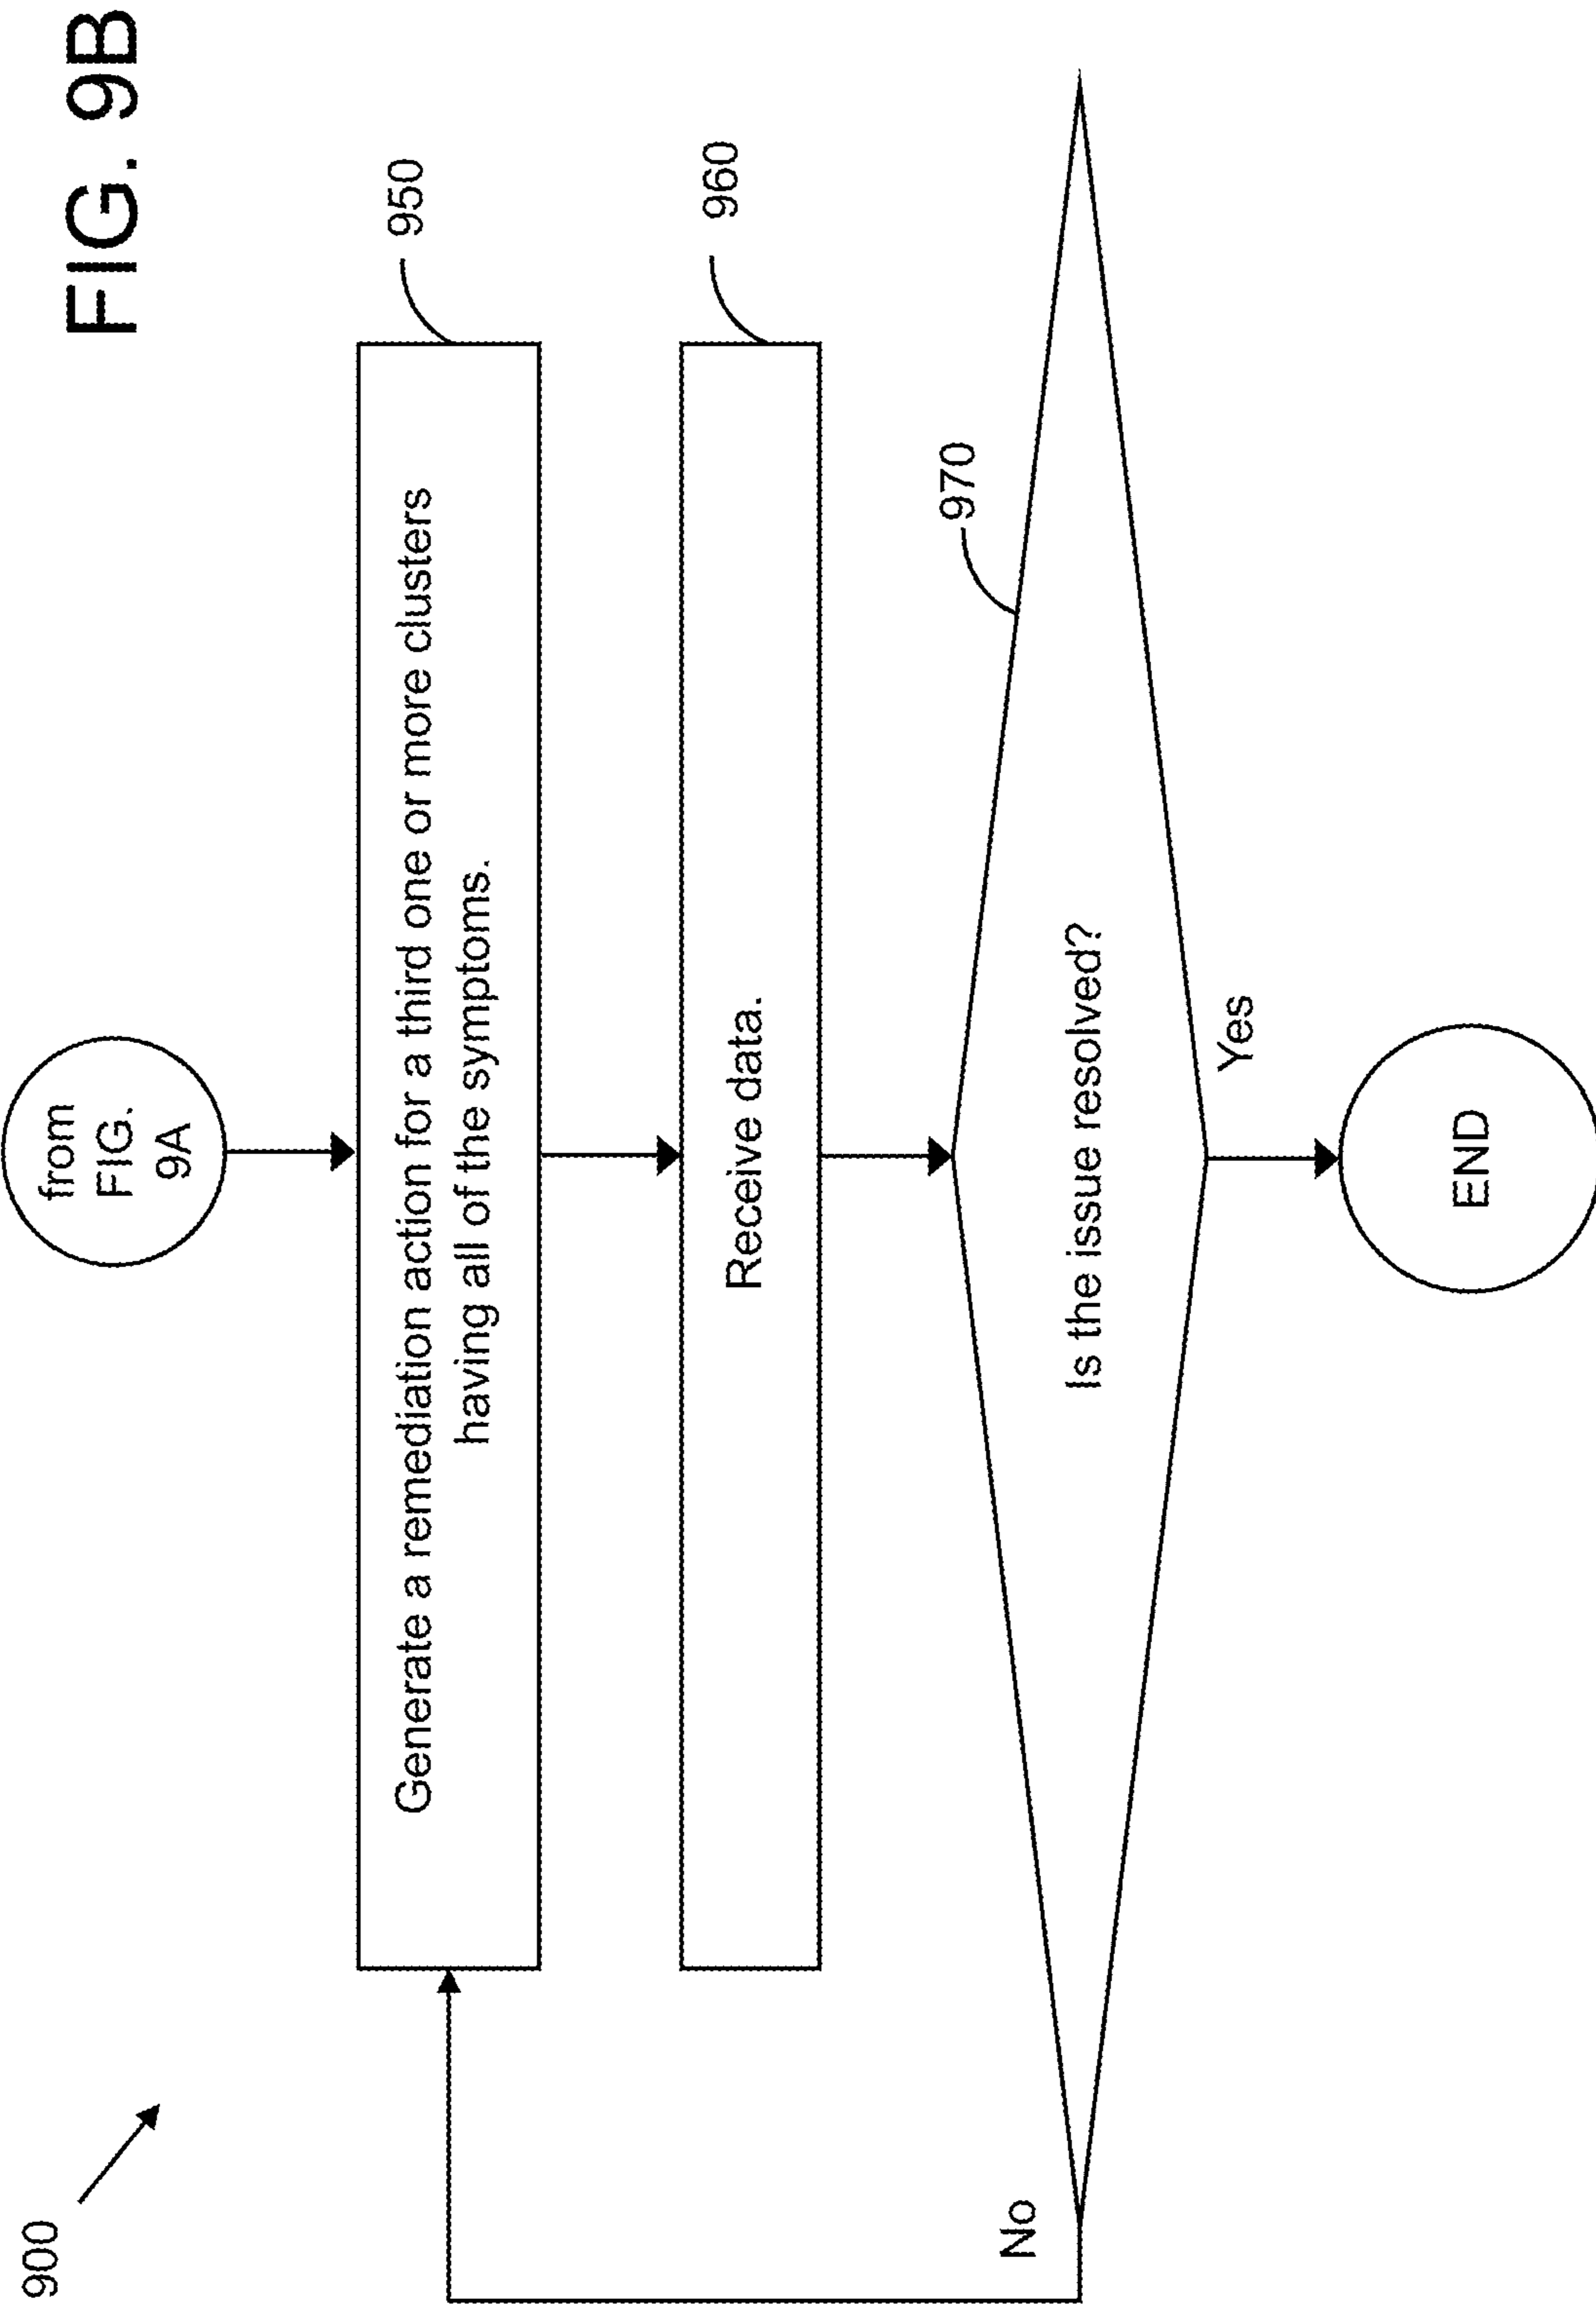 900
FIG. 9B
from
FIG.
9A
Generate a remediation action for a third one or more clusters
having all of the symptoms.
950
Receive data.
960
970
Is the issue resolved?
No
Yes
END